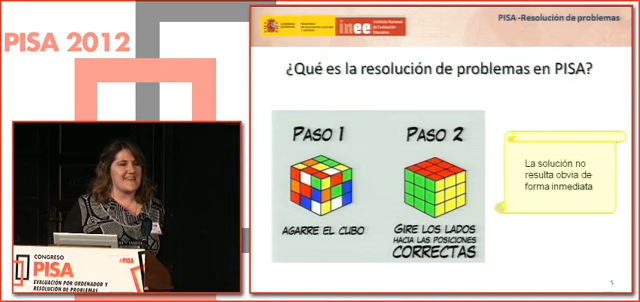 PISA 2012
CONGRESO
PISA
EVALUACIÓN POR ORDENADOR Y
RESOLUCIÓN DE PROBLEMAS
inee
PISA -Resolución de problemas
¿Qué es la resolución de problemas en PISA?
PASO 1
AGARRE EL CUBO
PASO 2
GIRE LOS LADOS
HACIA LAS POSICIONES
CORRECTAS
La solución no
resulta obvia de
forma inmediata
5